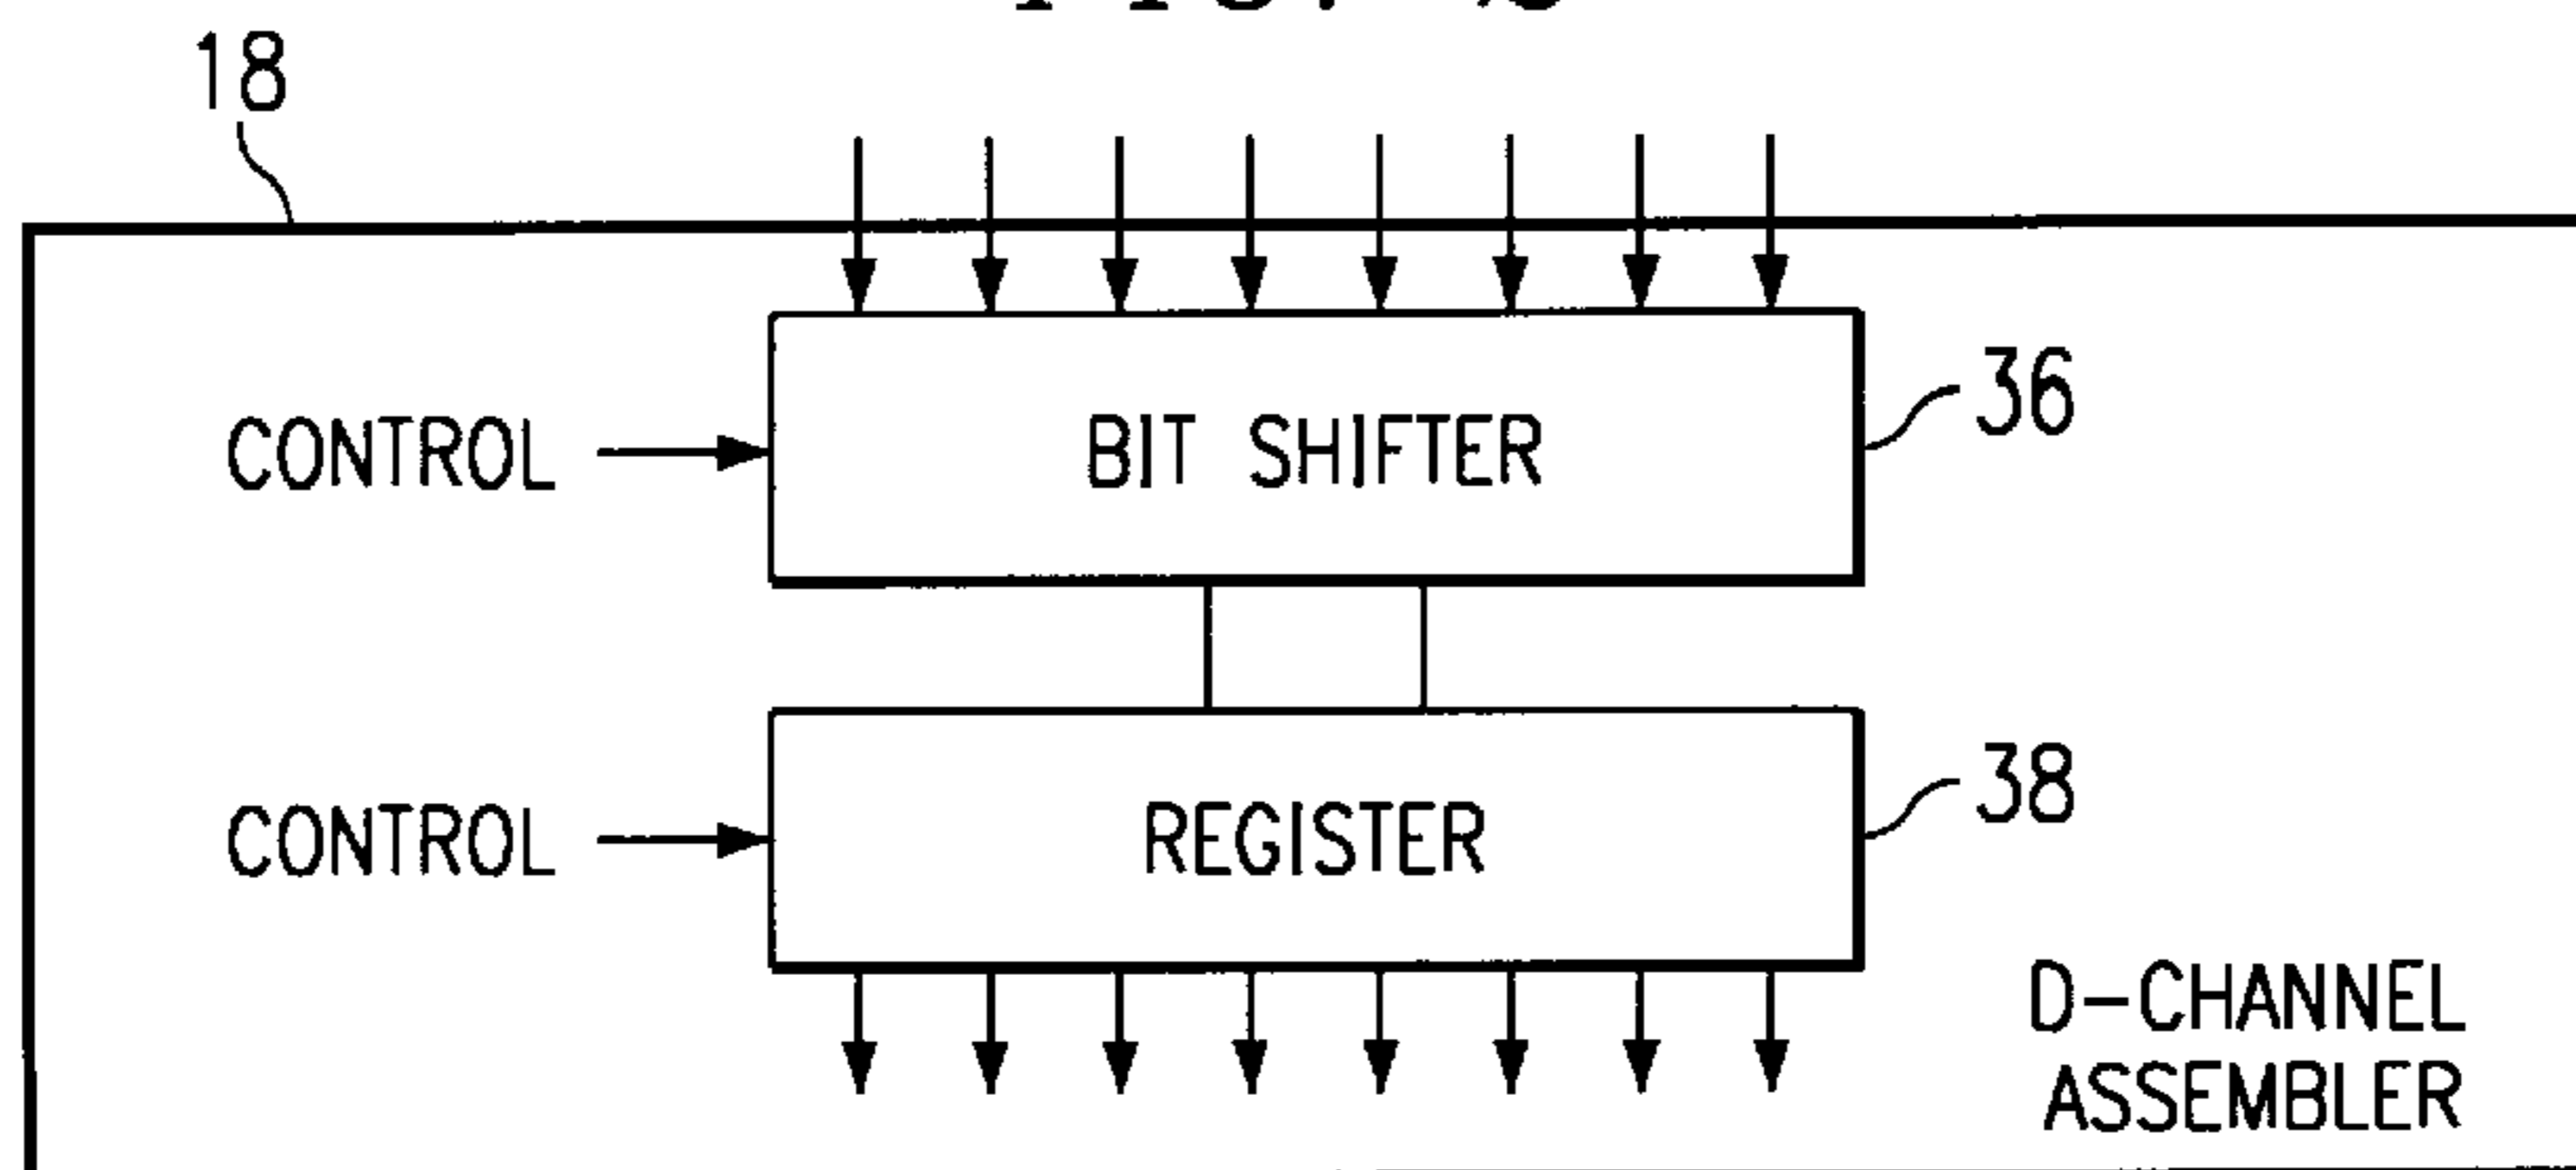 18
CONTROL
BIT SHIFTER
36
CONTROL
REGISTER
38
D-CHANNEL
ASSEMBLER